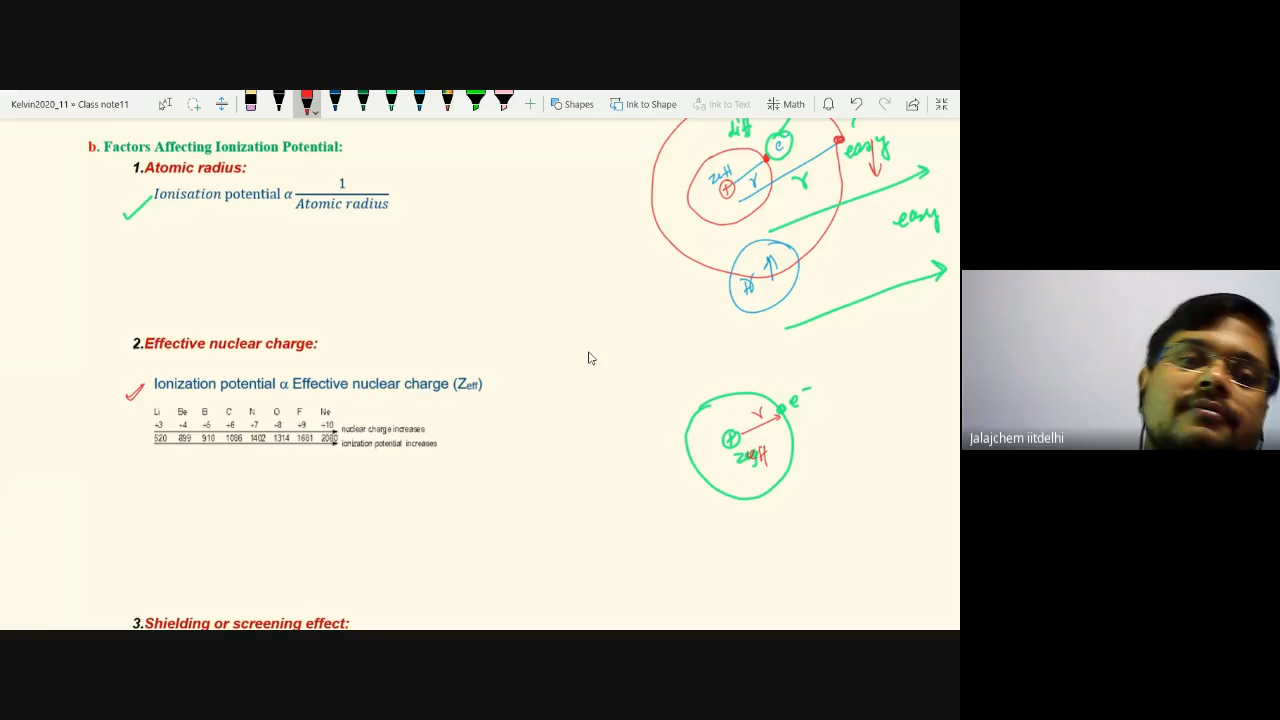 Kelvin2020_11 » Class note11
Shapes
Ink to Shape
Ink to Text
Math
b. Factors Affecting Ionization Potential:
1.Atomic radius:
Ionisation potential α 1
Atomic radius
diff
e
easy
Zeff
+
r
r
easy
2.Effective nuclear charge:
Ionization potential α Effective nuclear charge (Zeff)
Li Be B C N O F Ne
+3 +4 +5 +6 +7 +8 +9 +10 nuclear charge increases
520 899 910 1086 1402 1314 1681 2080 ionization potential increases
e-
r
+
Jalajchem iitdelhi
3.Shielding or screening effect: